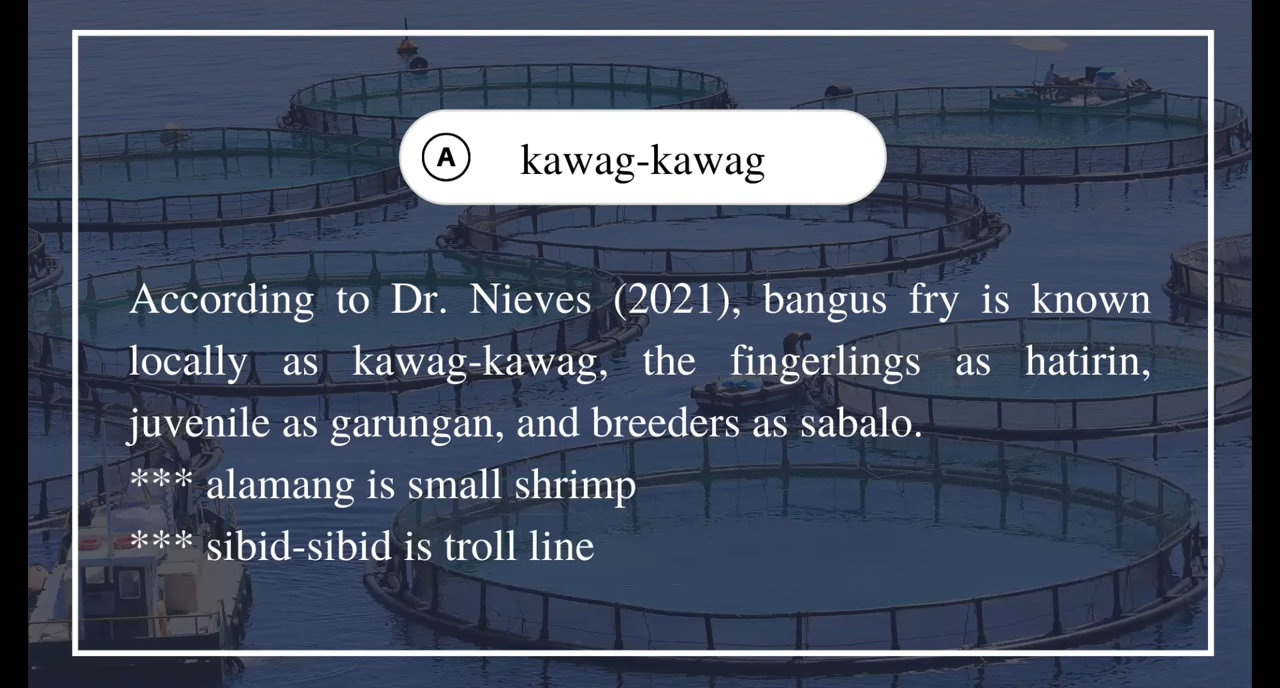 A kawag-kawag
According to Dr. Nieves (2021), bangus fry is known
locally as kawag-kawag, the fingerlings as hatirin,
juvenile as garungan, and breeders as sabalo.
*** alamang is small shrimp
*** sibid-sibid is troll line